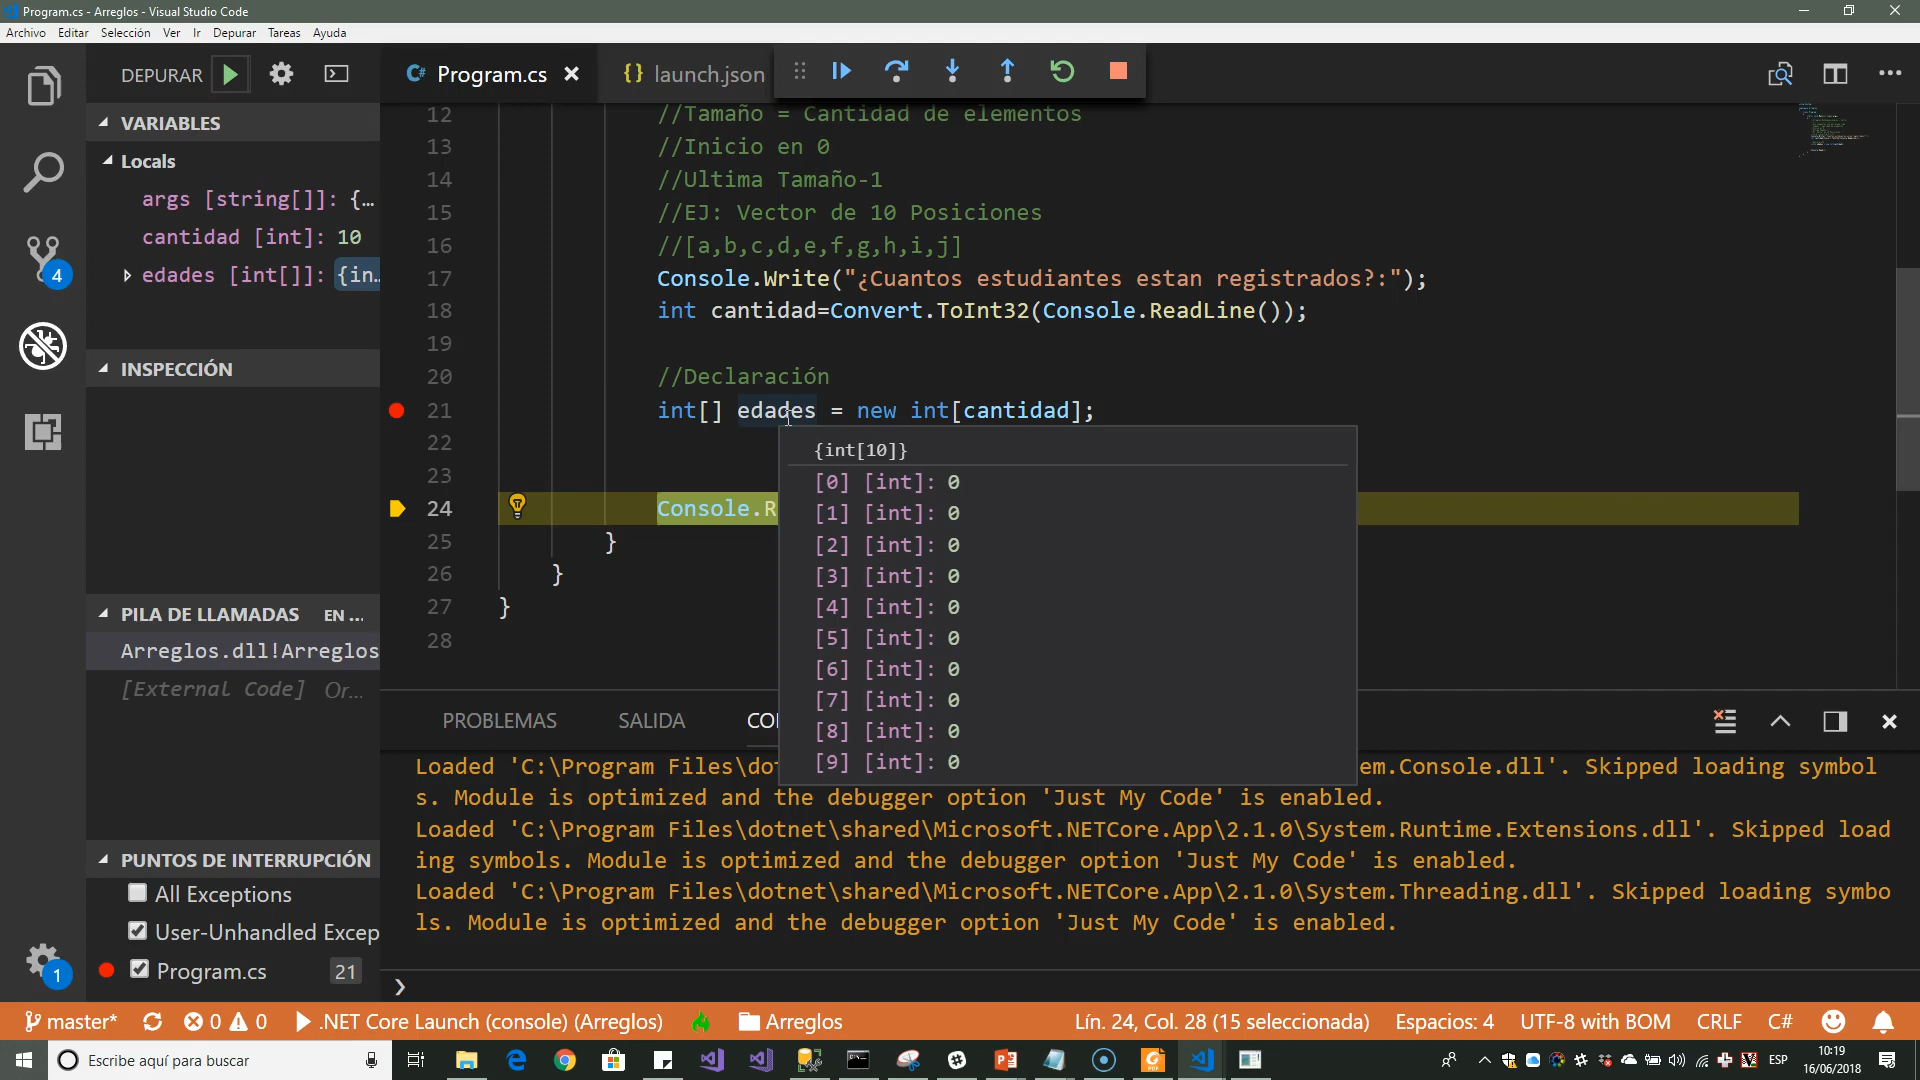 Program.cs - Arreglos - Visual Studio Code
Archivo Editar Selección Ver Ir Depurar Tareas Ayuda
DEPURAR
Program.cs
launch.json
VARIABLES
Locals
args [string[]]: {...
cantidad [int]: 10
edades [int[]]: {in...
INSPECCIÓN
PILA DE LLAMADAS EN ...
Arreglos.dll!Arreglos
[External Code] Or...
PUNTOS DE INTERRUPCIÓN
All Exceptions
User-Unhandled Excep
Program.cs 21
4
1
12 //Tamaño = Cantidad de elementos
13 //Inicio en 0
14 //Ultima Tamaño-1
15 //EJ: Vector de 10 Posiciones
16 //[a,b,c,d,e,f,g,h,i,j]
17 Console.Write("¿Cuantos estudiantes estan registrados?:");
18 int cantidad=Convert.ToInt32(Console.ReadLine());
19
20 //Declaración
21 int[] edades = new int[cantidad];
22
23
24 Console.R
25 }
26 }
27 }
28
{int[10]}
[0] [int]: 0
[1] [int]: 0
[2] [int]: 0
[3] [int]: 0
[4] [int]: 0
[5] [int]: 0
[6] [int]: 0
[7] [int]: 0
[8] [int]: 0
[9] [int]: 0
PROBLEMAS SALIDA CO
Loaded 'C:\Program Files\do em.Console.dll'. Skipped loading symbol
s. Module is optimized and the debugger option 'Just My Code' is enabled.
Loaded 'C:\Program Files\dotnet\shared\Microsoft.NETCore.App\2.1.0\System.Runtime.Extensions.dll'. Skipped load
ing symbols. Module is optimized and the debugger option 'Just My Code' is enabled.
Loaded 'C:\Program Files\dotnet\shared\Microsoft.NETCore.App\2.1.0\System.Threading.dll'. Skipped loading symbo
ls. Module is optimized and the debugger option 'Just My Code' is enabled.
master* 0 0 .NET Core Launch (console) (Arreglos) Arreglos Lín. 24, Col. 28 (15 seleccionada) Espacios: 4 UTF-8 with BOM CRLF C#
Escribe aquí para buscar
ESP
10:19
16/06/2018